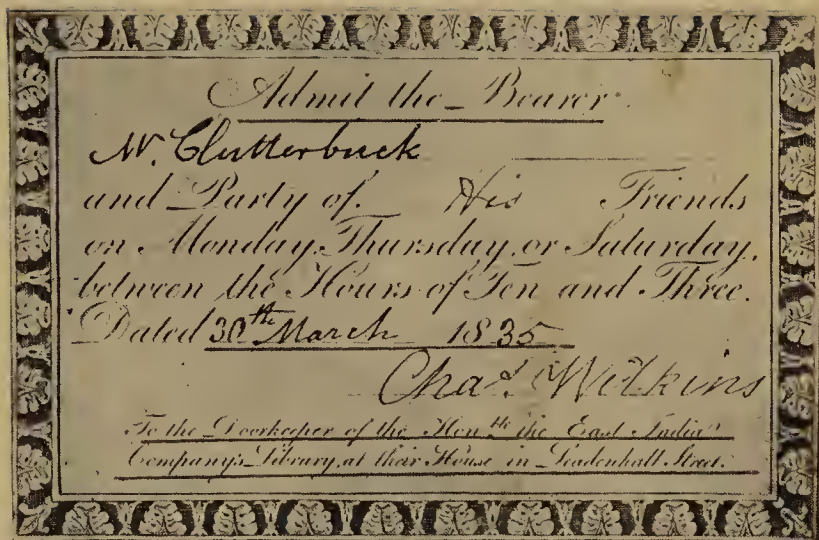 Admit the Bearer
Mr. Clutterbuck
and Party of His Friends
on Monday, Thursday, or Saturday,
between the Hours of Ten and Three.
Dated 30th March 1835
Chas. Wilkins
To the Doorkeeper of the Honble the East India
Company's Library, at their House in Leadenhall Street.